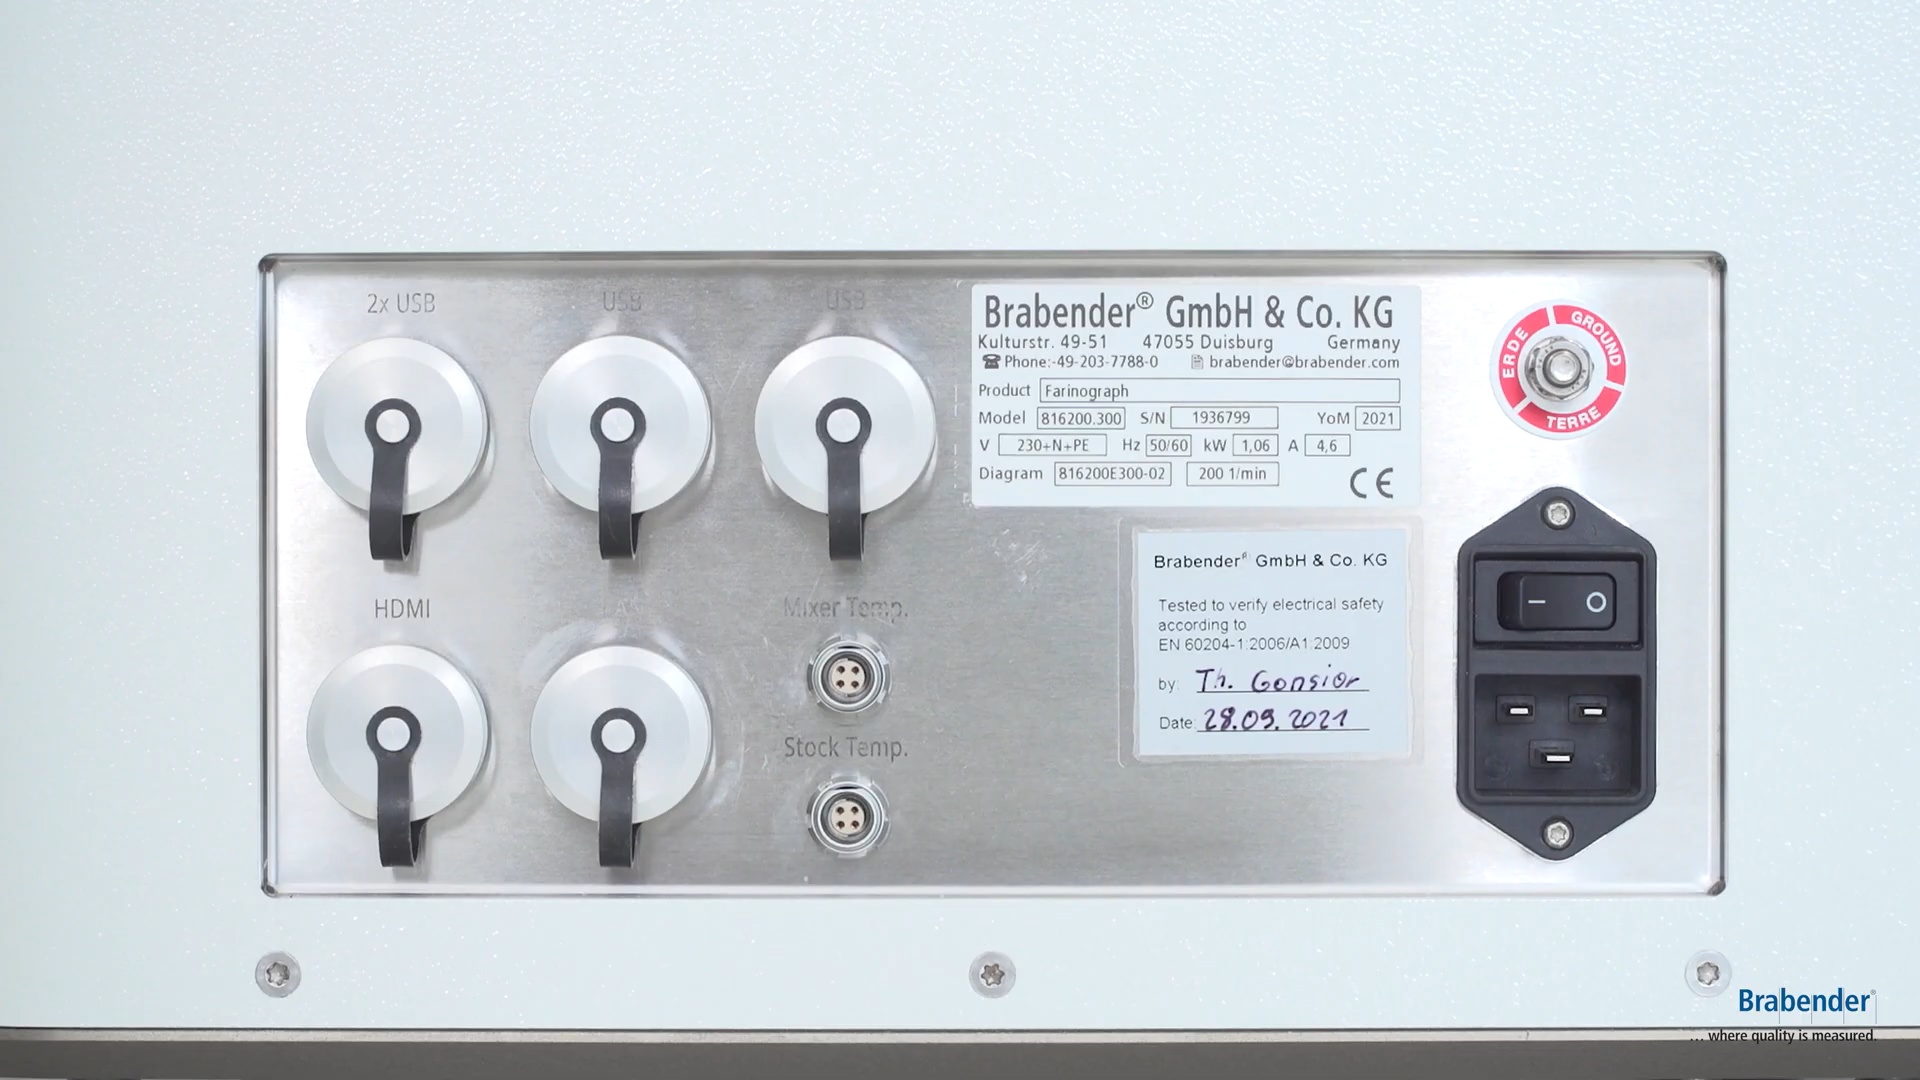 2x USB
USB
USB
HDMI
LAN
Mixer Temp.
Stock Temp.
Brabender® GmbH & Co. KG
Kulturstr. 49-51 47055 Duisburg Germany
Phone:-49-203-7788-0 brabender@brabender.com
Product Farinograph
Model 816200.300 S/N 1936799 YoM 2021
V 230+N+PE Hz 50/60 kW 1,06 A 4,6
Diagram 816200E300-02 200 1/min
CE
Brabender® GmbH & Co. KG
Tested to verify electrical safety
according to
EN 60204-1:2006/A1:2009
by: Th. Gonsior
Date: 28.09.2021
ERDE GROUND TERRE
Brabender®
... where quality is measured.